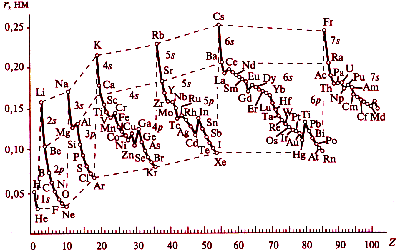 r, нм
0,25
0,20
0,15
0,10
0,05
0 10 20 30 40 50 60 70 80 90 100 Z
H
He
1s
Li
Be
B
C
N
O
F
Ne
2s
2p
Na
Mg
Al
Si
P
S
Cl
Ar
3s
3p
K
Ca
Sc
Ti
Cr
Mn
Fe
Co
Ni
Cu
Zn
Ga
Ge
As
Se
Br
Kr
4s
4p
Rb
Sr
Y
Zr
Nb
Mo
Tc
Ru
Rh
Ag
Cd
In
Sn
Sb
Te
I
Xe
5s
5p
Cs
Ba
La
Ce
Nd
Sm
Eu
Gd
Dy
Er
Yb
Lu
Hf
Ta
W
Re
Os
Ir
Pt
Au
Hg
Tl
Pb
Bi
Po
At
Rn
6s
6p
Fr
Ra
Ac
Th
Pa
U
Np
Pu
Am
Cm
Cf
Md
7s